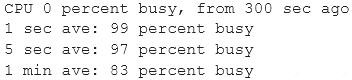 CPU 0 percent busy, from 300 sec ago
1 sec ave: 99 percent busy
5 sec ave: 97 percent busy
1 min ave: 83 percent busy